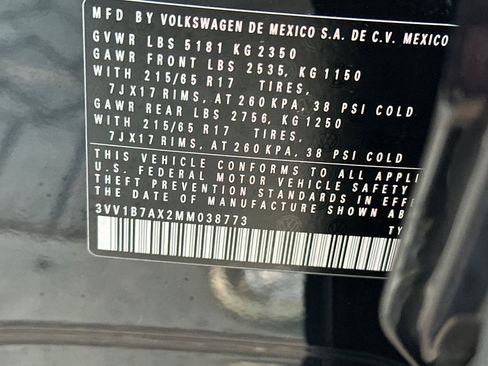 MFD BY VOLKSWAGEN DE MEXICO S.A. DE C.V. MEXICO
GVWR LBS 5181 KG 2350
GAWR FRONT LBS 2535, KG 1150
WITH 215/65 R17 TIRES,
7JX17 RIMS, AT 260 KPA, 38 PSI COLD
GAWR REAR LBS 2756, KG 1250
WITH 215/65 R17 TIRES,
7JX17 RIMS, AT 260 KPA, 38 PSI COLD
THIS VEHICLE CONFORMS TO ALL APPLI
U.S. FEDERAL MOTOR VEHICLE SAFETY
THEFT PREVENTION STANDARDS IN EFFE
THE DATE OF MANUFACTURE SHOWN AB
3VV1B7AX2MM038773
TY